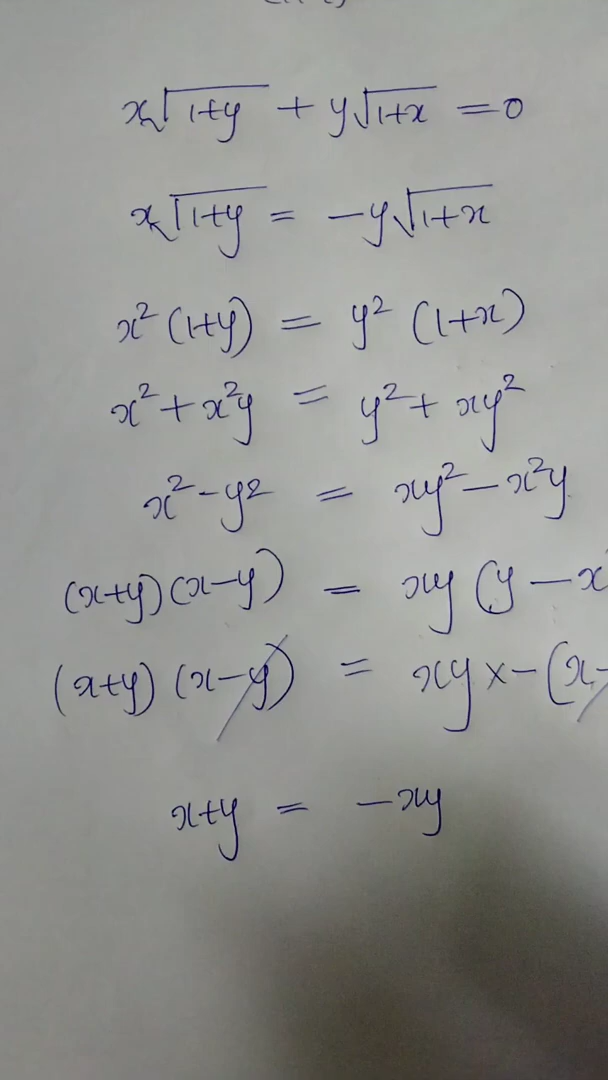 x√(1+y) + y√(1+x) = 0
x√(1+y) = -y√(1+x)
x² (1+y) = y² (1+x)
x² + x²y = y² + xy²
x² - y² = xy² - x²y
(x+y) (x-y) = xy (y - x
(x+y) (x-y) = xy × - (x-
x+y = -xy